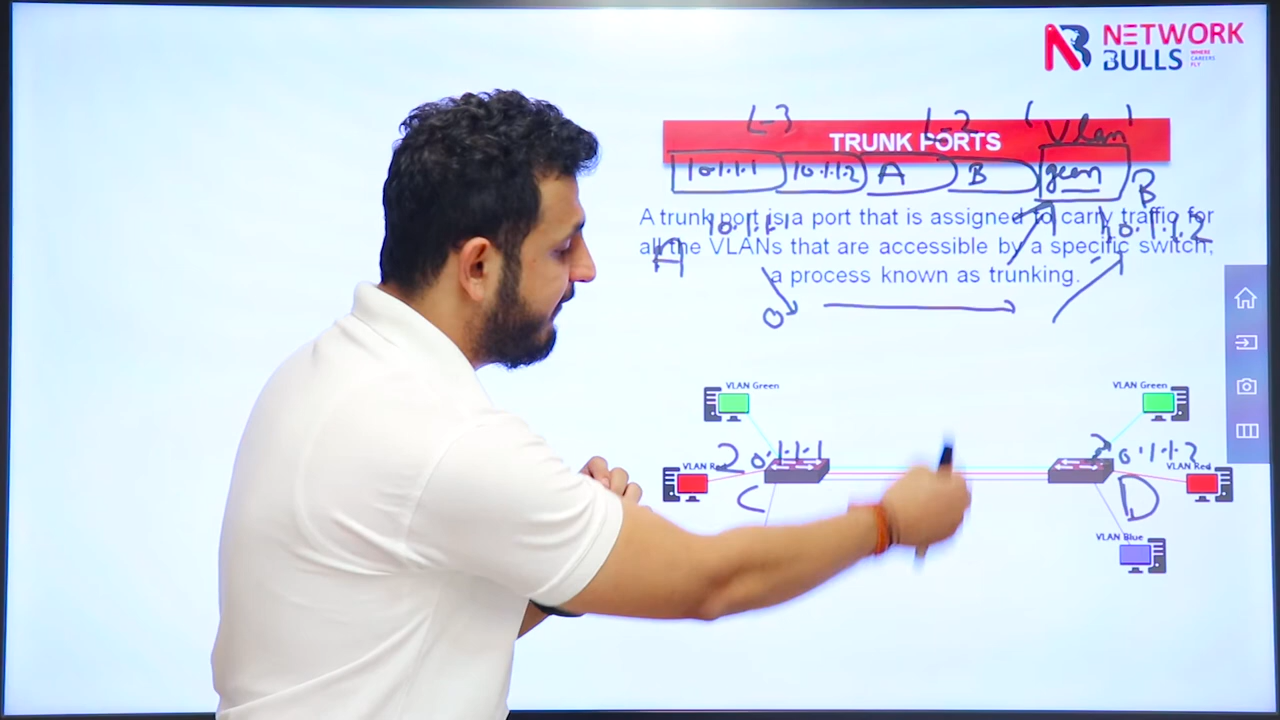 NETWORK
BULLS
WHERE
CAREERS
FLY
L-3 L-2 (Vlan)
TRUNK PORTS
10.1.1.1 10.1.1.2 A B geen
B
A trunk port is a port that is assigned to carry traffic for
10.1.1.1 10.1.1.2
all the VLANs that are accessible by a specific switch,
A
a process known as trunking.
VLAN Green VLAN Green
20.1.1.1 20.1.1.2
VLAN Re VLAN Red
C D
VLAN Blue